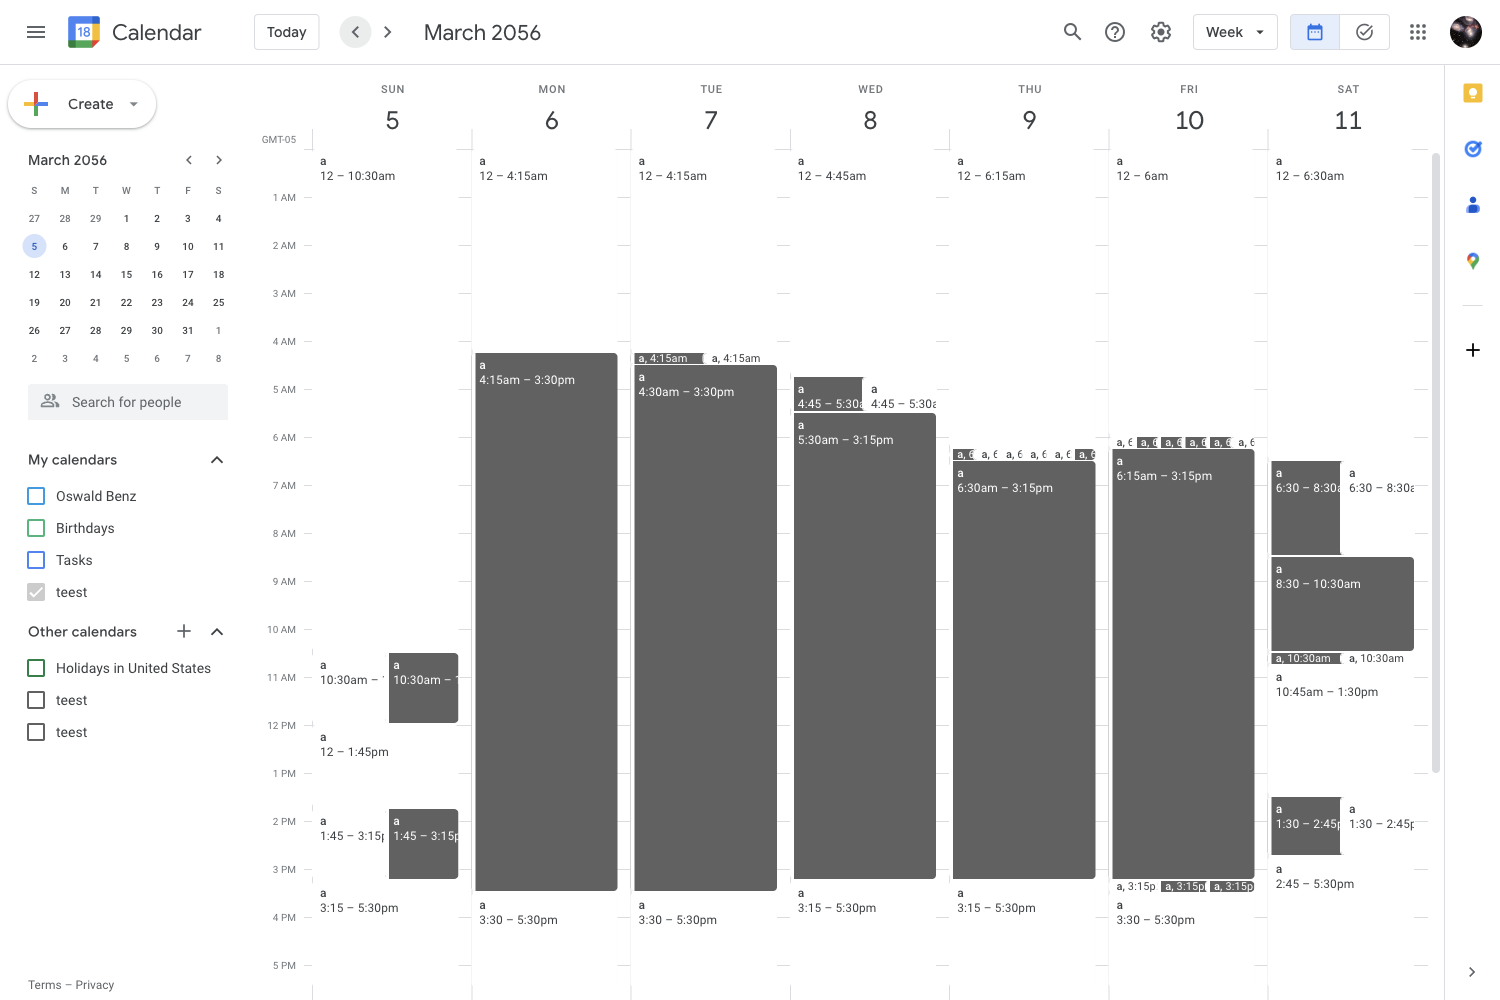 18 Calendar
Today
March 2056
Week
Create
SUN MON TUE WED THU FRI SAT
5 6 7 8 9 10 11
GMT-05
March 2056
S M T W T F S
27 28 29 1 2 3 4
5 6 7 8 9 10 11
12 13 14 15 16 17 18
19 20 21 22 23 24 25
26 27 28 29 30 31 1
2 3 4 5 6 7 8
Search for people
My calendars
Oswald Benz
Birthdays
Tasks
teest
Other calendars
Holidays in United States
teest
teest
Terms – Privacy
1 AM
2 AM
3 AM
4 AM
5 AM
6 AM
7 AM
8 AM
9 AM
10 AM
11 AM
12 PM
1 PM
2 PM
3 PM
4 PM
5 PM
a
12 – 10:30am
a
10:30am –
a
10:30am –
a
12 – 1:45pm
a
1:45 – 3:15p
a
1:45 – 3:15p
a
3:15 – 5:30pm
a
12 – 4:15am
a
4:15am – 3:30pm
a
3:30 – 5:30pm
a
12 – 4:15am
a, 4:15am
a, 4:15am
a
4:30am – 3:30pm
a
3:30 – 5:30pm
a
12 – 4:45am
a
4:45 – 5:30a
a
4:45 – 5:30a
a
5:30am – 3:15pm
a
3:15 – 5:30pm
a
12 – 6:15am
a, 6
a, 6
a, 6
a, 6
a, 6
a, 6
a
6:30am – 3:15pm
a
3:15 – 5:30pm
a
12 – 6am
a, 6
a, 6
a, 6
a, 6
a, 6
a, 6
a
6:15am – 3:15pm
a, 3:15p
a, 3:15p
a, 3:15p
a
3:30 – 5:30pm
a
12 – 6:30am
a
6:30 – 8:30a
a
6:30 – 8:30a
a
8:30 – 10:30am
a, 10:30am
a, 10:30am
a
10:45am – 1:30pm
a
1:30 – 2:45p
a
1:30 – 2:45p
a
2:45 – 5:30pm